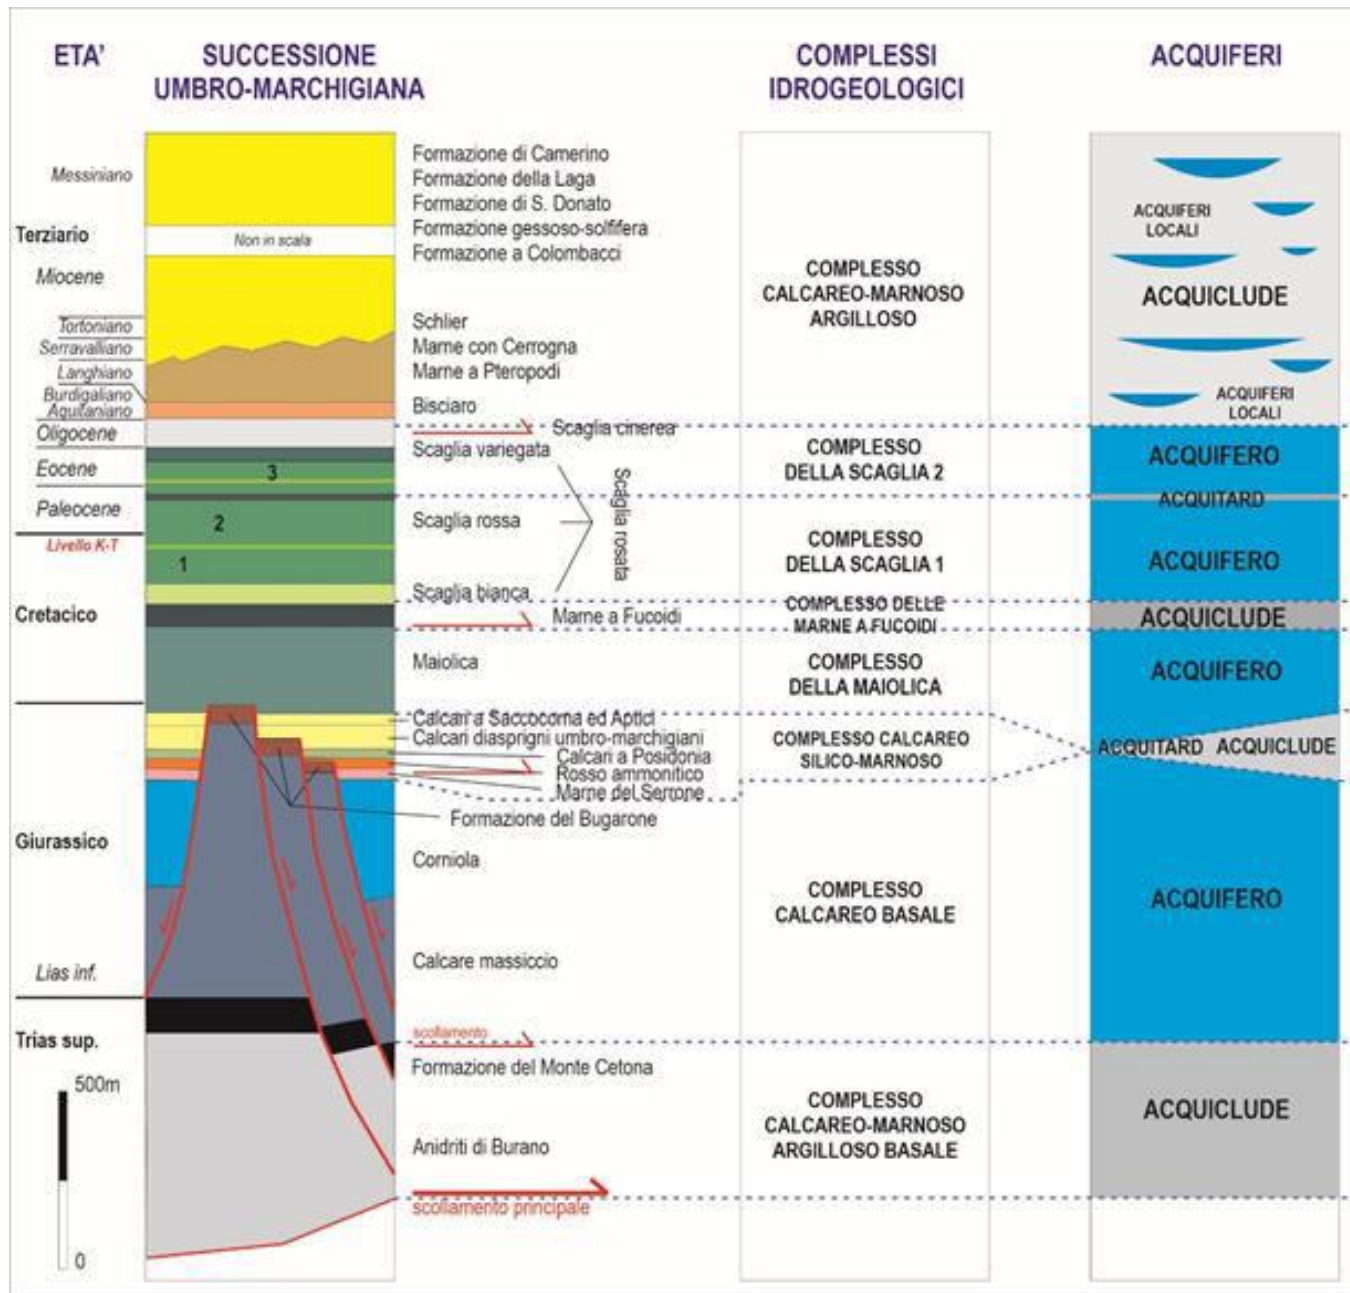 ETA'
SUCCESSIONE
UMBRO-MARCHIGIANA
COMPLESSI
IDROGEOLOGICI
ACQUIFERI
Messiniano
Terziario
Miocene
Tortoniano
Serravalliano
Langhiano
Burdigaliano
Aquitaniano
Oligocene
Eocene
Paleocene
Livello K-T
Cretacico
Giurassico
Lias inf.
Trias sup.
500m
0
Non in scala
3
2
1
Formazione di Camerino
Formazione della Laga
Formazione di S. Donato
Formazione gessoso-solfifera
Formazione a Colombacci
Schlier
Marne con Cerrogna
Marne a Pteropodi
Bisciaro
Scaglia cinerea
Scaglia variegata
Scaglia rossa
Scaglia rosata
Scaglia bianca
Marne a Fucoidi
Maiolica
Calcari a Saccocoma ed Aptici
Calcari diasprigni umbro-marchigiani
Calcari a Posidonia
Rosso ammonitico
Marne del Serrone
Formazione del Bugarone
Corniola
Calcare massiccio
scollamento
Formazione del Monte Cetona
Anidriti di Burano
scollamento principale
COMPLESSO
CALCAREO-MARNOSO
ARGILLOSO
COMPLESSO
DELLA SCAGLIA 2
COMPLESSO
DELLA SCAGLIA 1
COMPLESSO DELLE
MARNE A FUCOIDI
COMPLESSO
DELLA MAIOLICA
COMPLESSO CALCAREO
SILICO-MARNOSO
COMPLESSO
CALCAREO BASALE
COMPLESSO
CALCAREO-MARNOSO
ARGILLOSO BASALE
ACQUIFERI
LOCALI
ACQUICLUDE
ACQUIFERI
LOCALI
ACQUIFERO
ACQUITARD
ACQUIFERO
ACQUICLUDE
ACQUIFERO
ACQUITARD ACQUICLUDE
ACQUIFERO
ACQUICLUDE